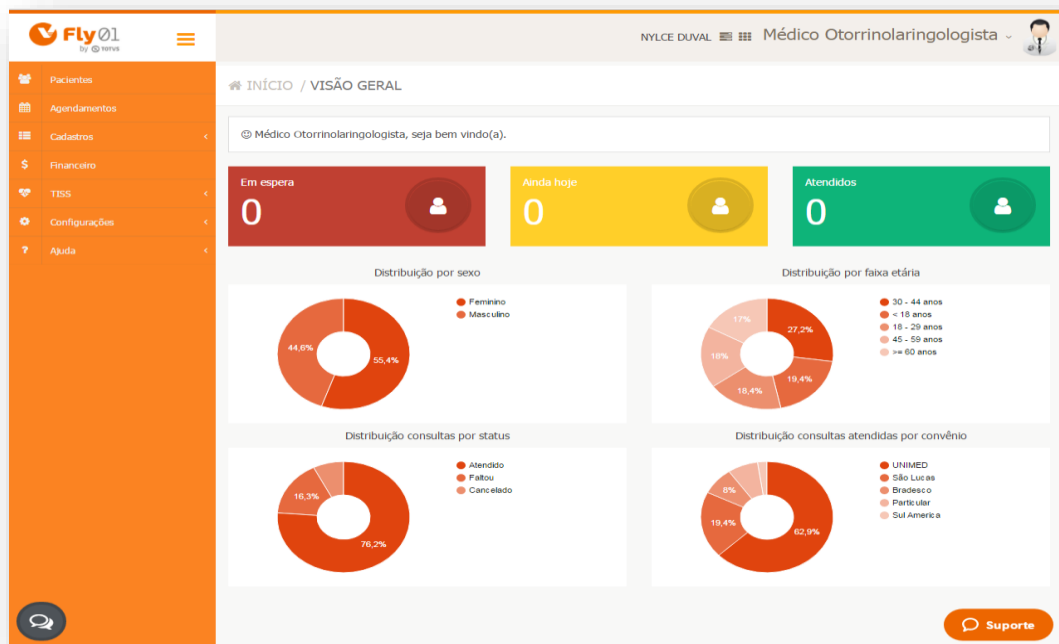 Fly01
by TOTVS
NYLCE DUVAL
Médico Otorrinolaringologista
Pacientes
Agendamentos
Cadastros
Financeiro
TISS
Configurações
Ajuda
INÍCIO / VISÃO GERAL
Médico Otorrinolaringologista, seja bem vindo(a).
Em espera
0
Ainda hoje
0
Atendidos
0
Distribuição por sexo
44,6%
55,4%
Feminino
Masculino
Distribuição por faixa etária
17%
27,2%
18%
19,4%
18,4%
30 - 44 anos
< 18 anos
18 - 29 anos
45 - 59 anos
>= 60 anos
Distribuição consultas por status
16,3%
76,2%
Atendido
Faltou
Cancelado
Distribuição consultas atendidas por convênio
8%
19,4%
62,9%
UNIMED
São Lucas
Bradesco
Particular
Sul America
Suporte